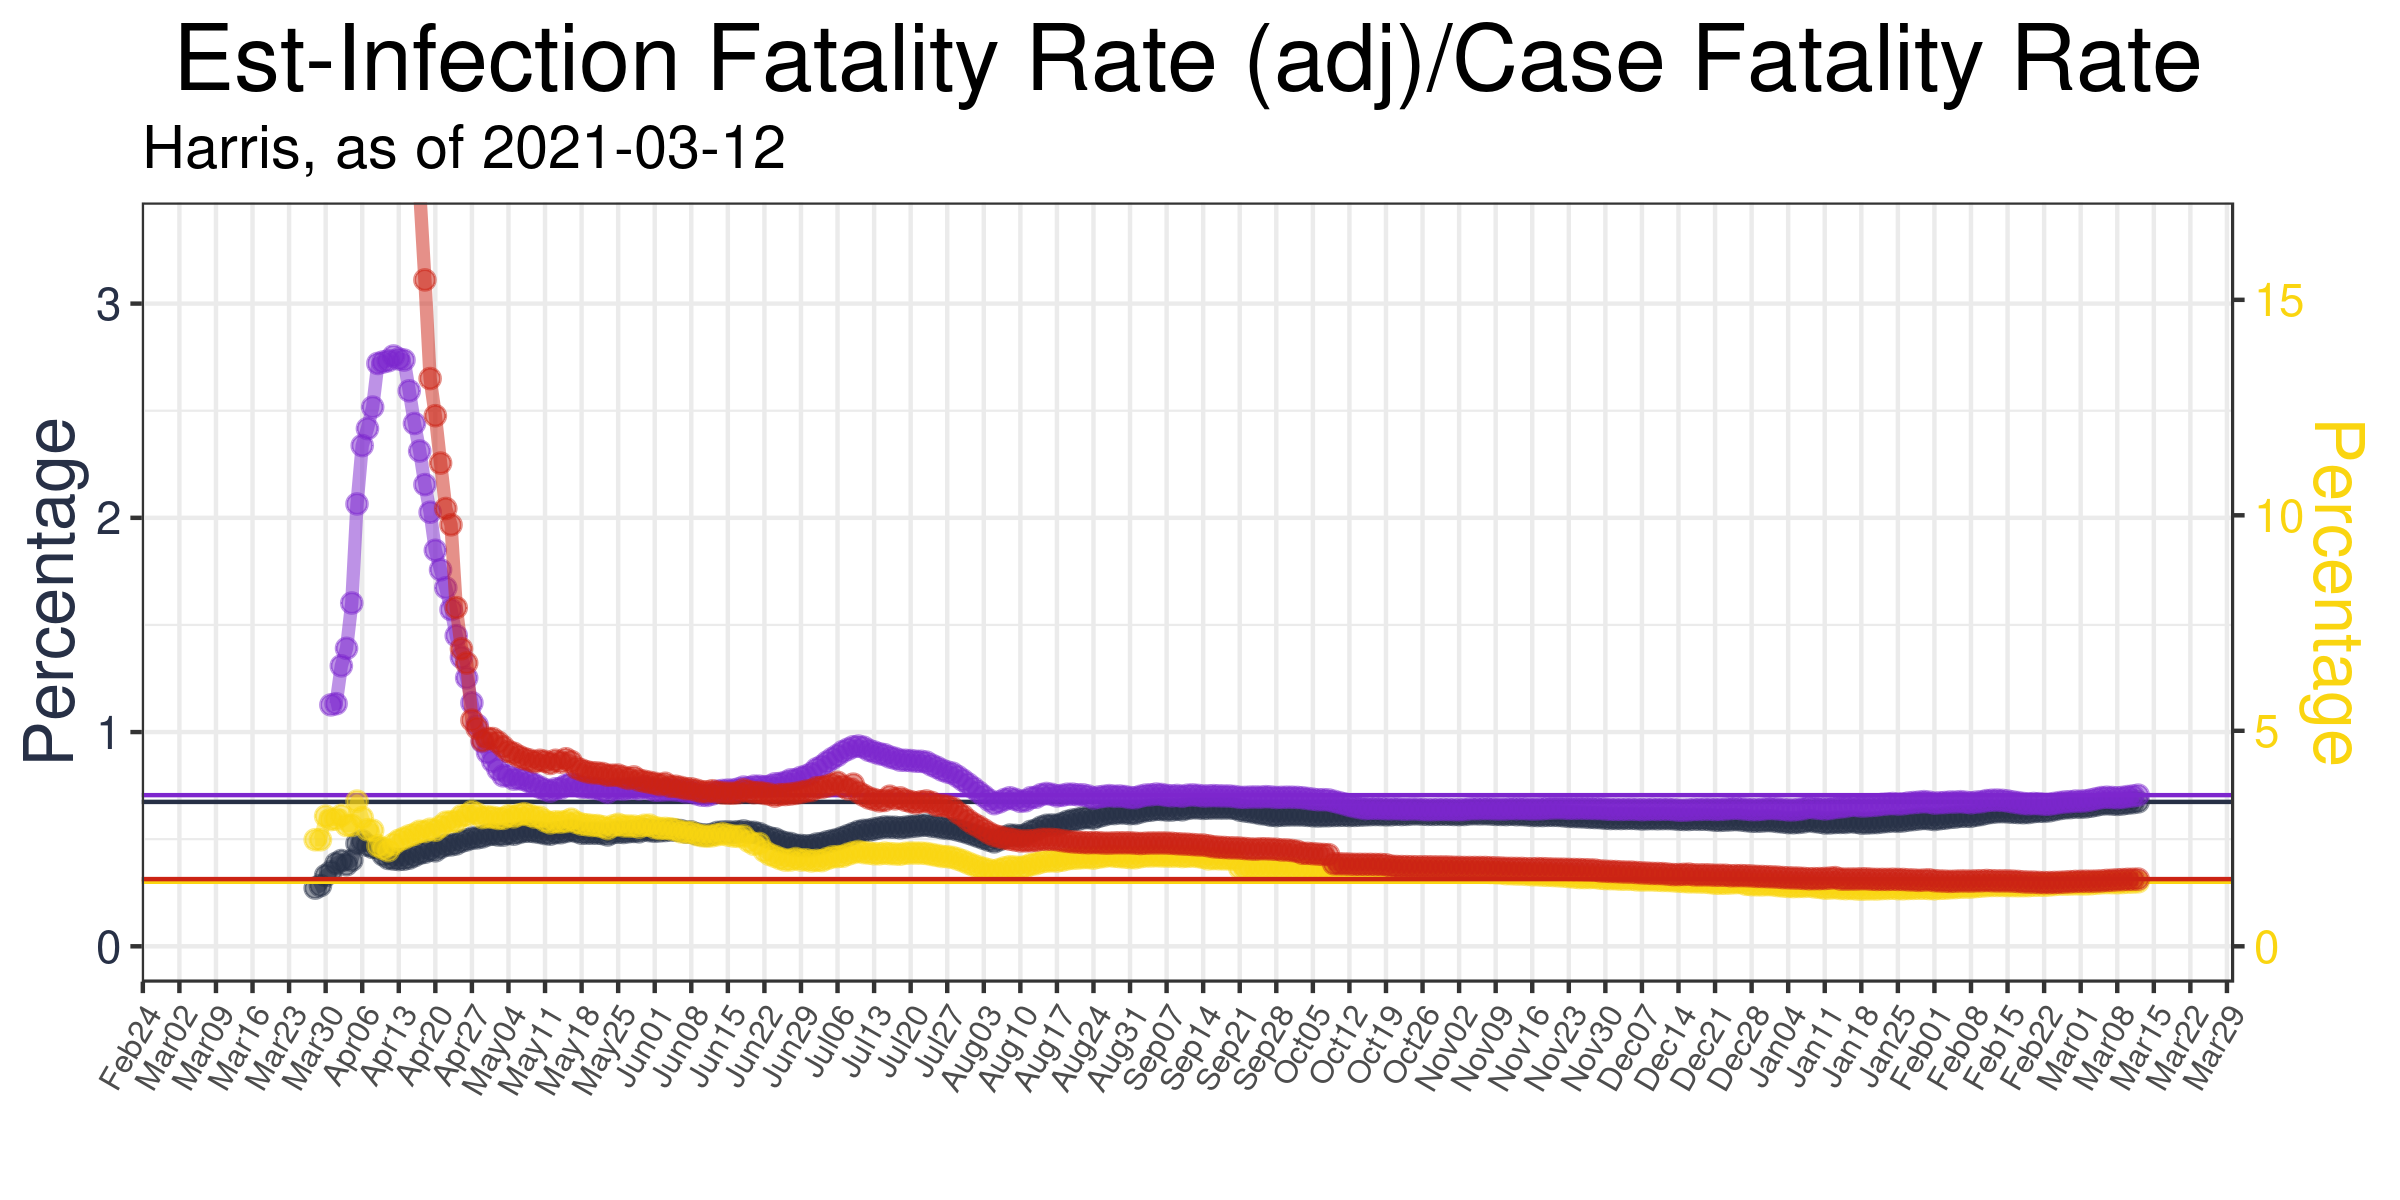 Est-Infection Fatality Rate (adj)/Case Fatality Rate
Harris, as of 2021-03-12
Percentage
3
2
1
0
15
10
5
0
Percentage
Feb24
Mar02
Mar09
Mar16
Mar23
Mar30
Apr06
Apr13
Apr20
Apr27
May04
May11
May18
May25
Jun01
Jun08
Jun15
Jun22
Jun29
Jul06
Jul13
Jul20
Jul27
Aug03
Aug10
Aug17
Aug24
Aug31
Sep07
Sep14
Sep21
Sep28
Oct05
Oct12
Oct19
Oct26
Nov02
Nov09
Nov16
Nov23
Nov30
Dec07
Dec14
Dec21
Dec28
Jan04
Jan11
Jan18
Jan25
Feb01
Feb08
Feb15
Feb22
Mar01
Mar08
Mar15
Mar22
Mar29